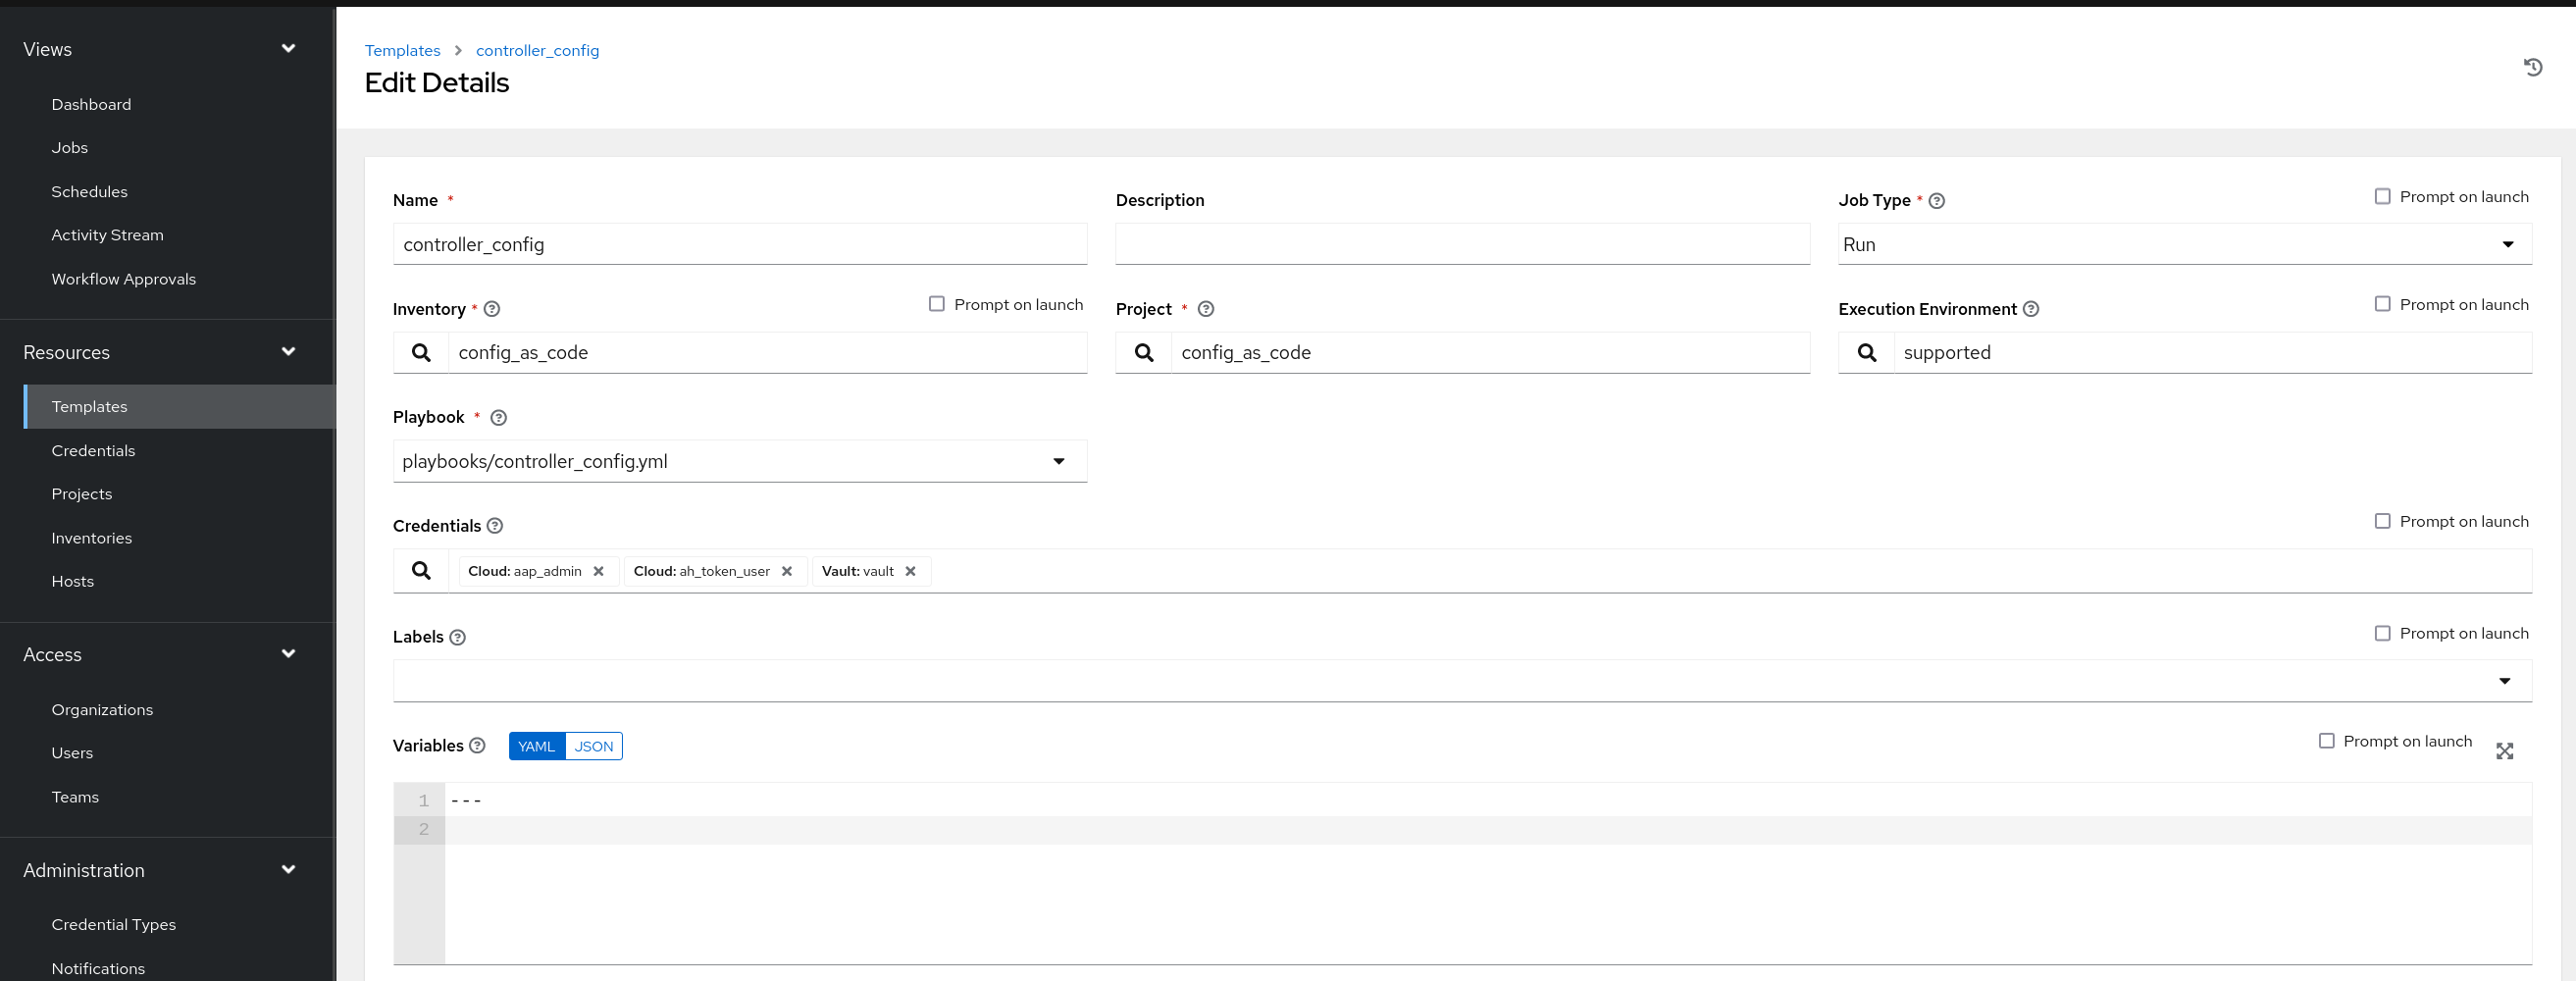 Views
Dashboard
Jobs
Schedules
Activity Stream
Workflow Approvals
Resources
Templates
Credentials
Projects
Inventories
Hosts
Access
Organizations
Users
Teams
Administration
Credential Types
Notifications
Templates > controller_config
Edit Details
Name *
controller_config
Description
Job Type *
Prompt on launch
Run
Inventory *
Prompt on launch
config_as_code
Project *
config_as_code
Execution Environment
Prompt on launch
supported
Playbook *
playbooks/controller_config.yml
Credentials
Prompt on launch
Cloud: aap_admin
Cloud: ah_token_user
Vault: vault
Labels
Prompt on launch
Variables
YAML JSON
Prompt on launch
1 ---
2